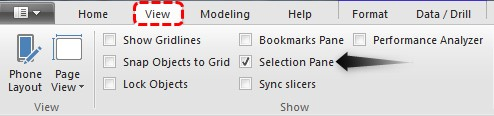 Home View Modeling Help Format Data / Drill
Show Gridlines Bookmarks Pane Performance Analyzer
Phone Layout Page View Snap Objects to Grid Selection Pane
Lock Objects Sync slicers
View Show